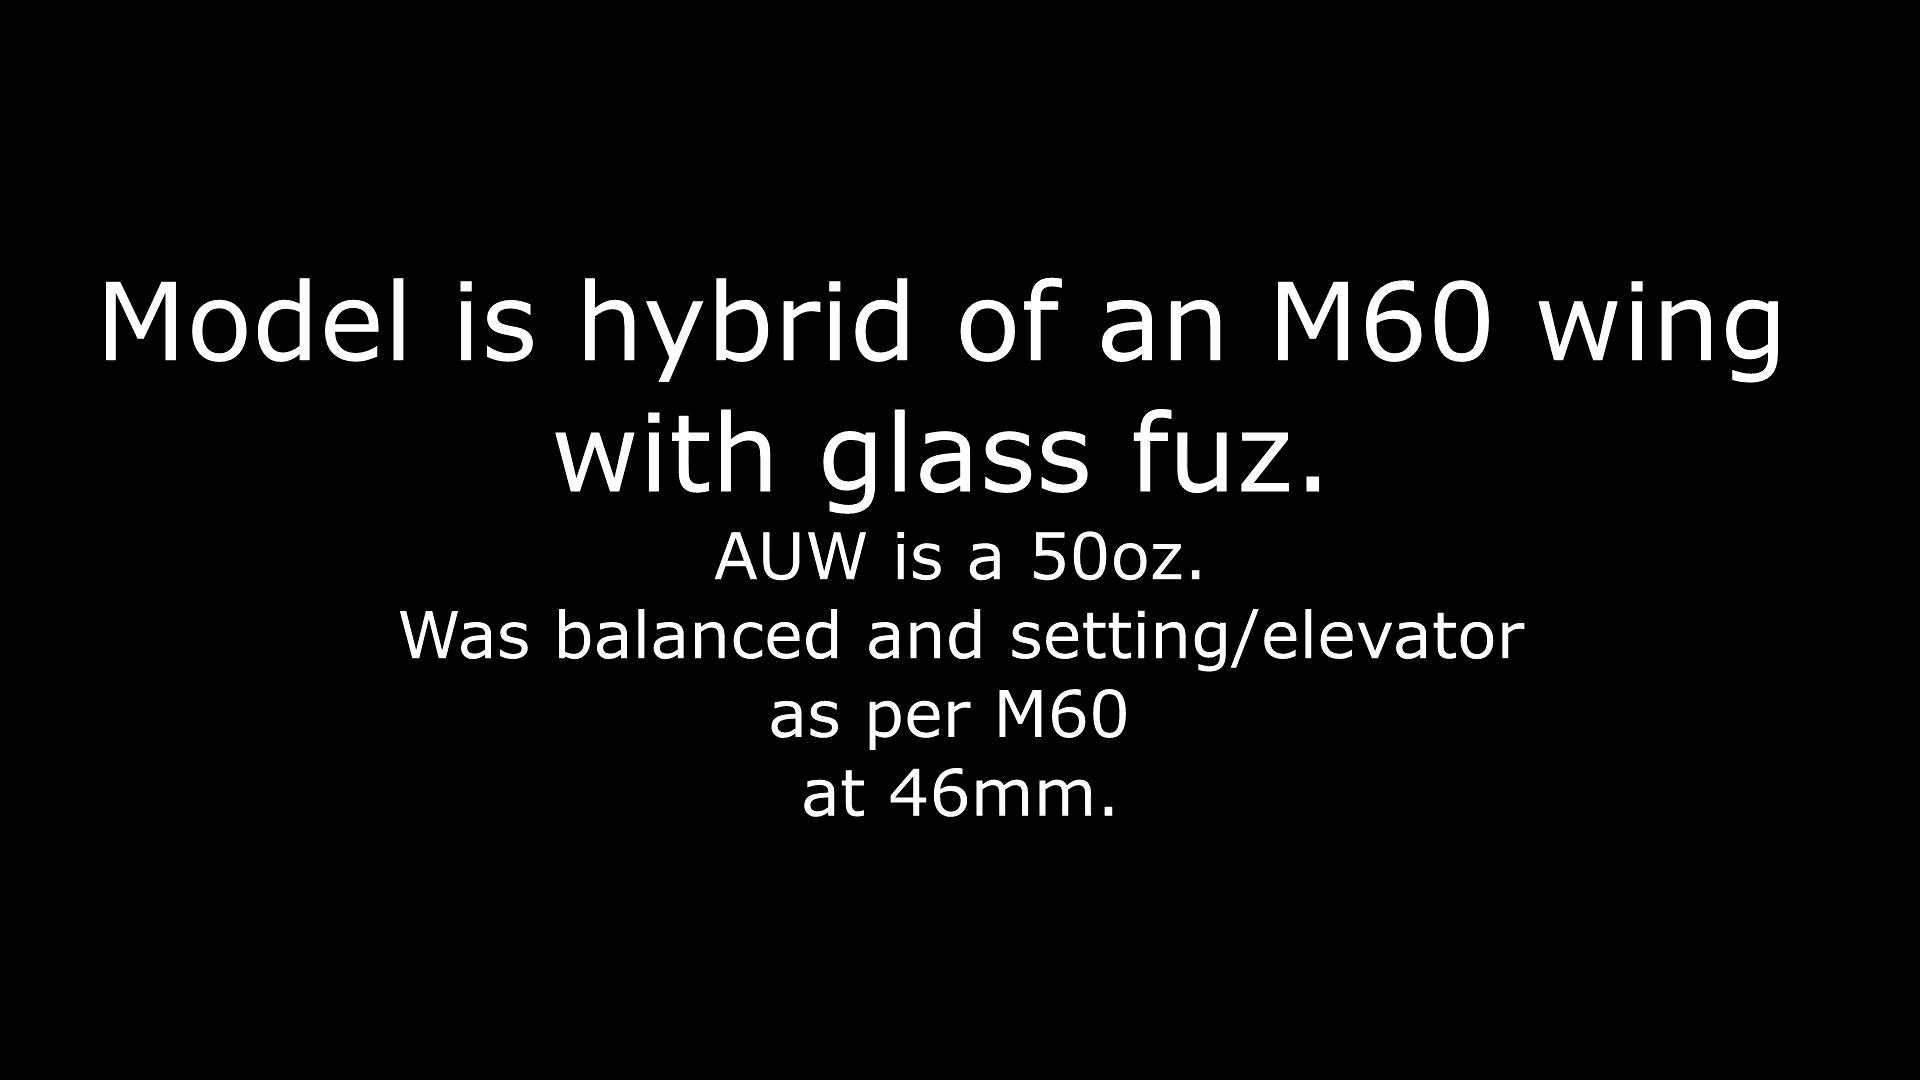 Model is hybrid of an M60 wing
with glass fuz.
AUW is a 50oz.
Was balanced and setting/elevator
as per M60
at 46mm.